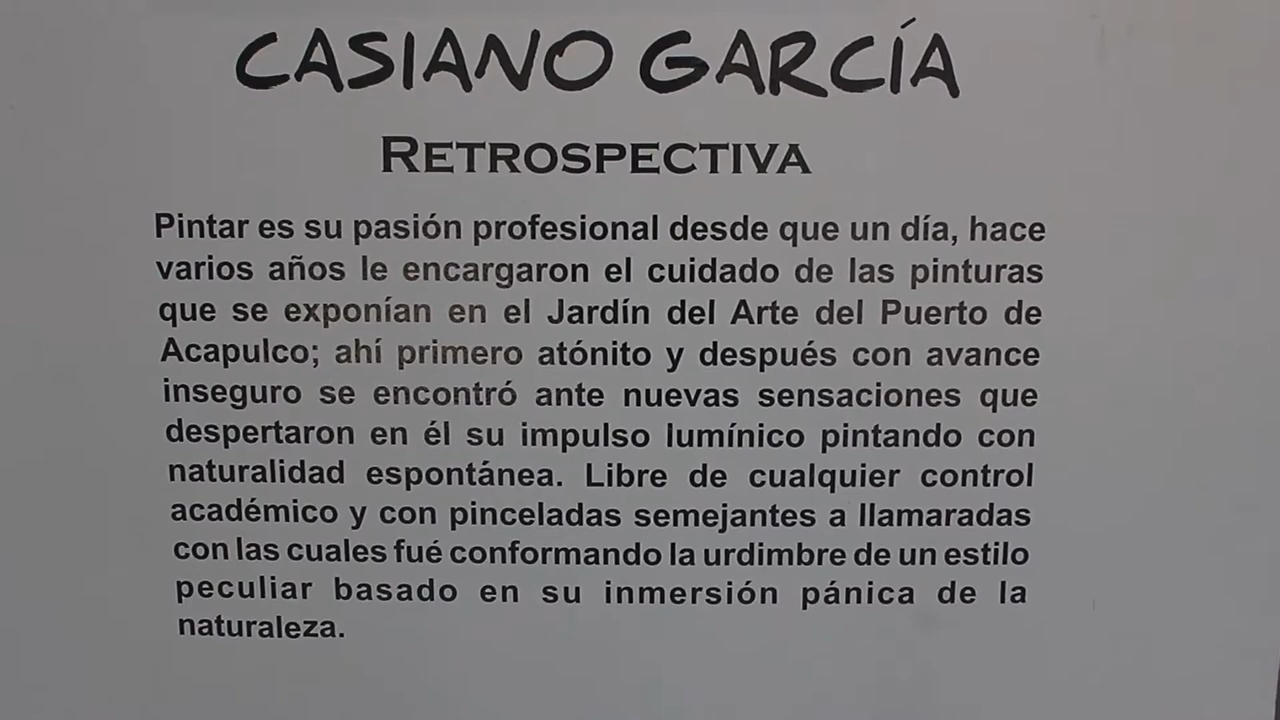 CASIANO GARCÍA
RETROSPECTIVA
Pintar es su pasión profesional desde que un día, hace
varios años le encargaron el cuidado de las pinturas
que se exponían en el Jardín del Arte del Puerto de
Acapulco; ahí primero atónito y después con avance
inseguro se encontró ante nuevas sensaciones que
despertaron en él su impulso lumínico pintando con
naturalidad espontánea. Libre de cualquier control
académico y con pinceladas semejantes a llamaradas
con las cuales fué conformando la urdimbre de un estilo
peculiar basado en su inmersión pánica de la
naturaleza.